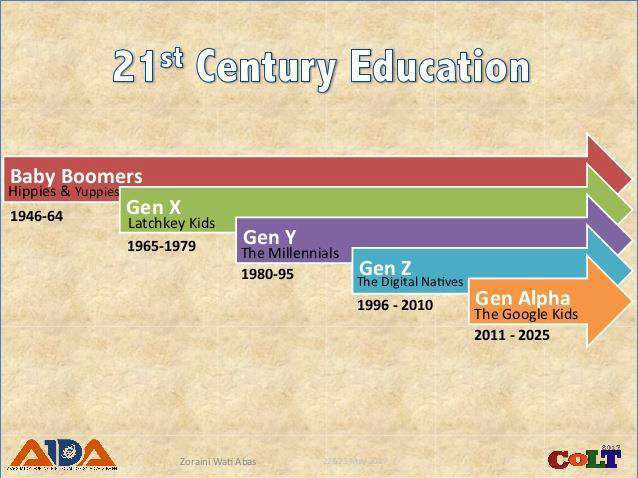 21st Century Education
Baby Boomers
Hippies & Yuppies
1946-64
Gen X
Latchkey Kids
1965-1979
Gen Y
The Millennials
1980-95
Gen Z
The Digital Natives
1996 - 2010
Gen Alpha
The Google Kids
2011 - 2025
AIDA
Zoraini Wati Abas
2017
CoLT